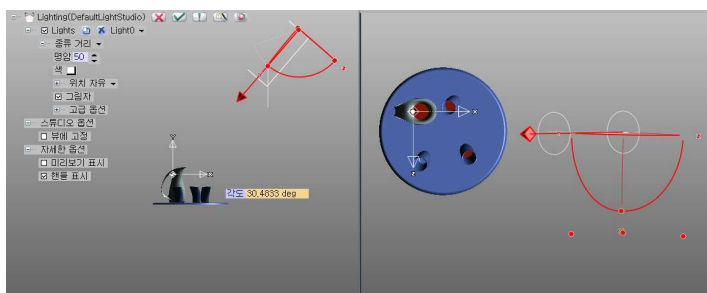 Lighting(DefaultLightStudio)
Lights Light0
종류 거리
명암 50
색
위치 자유
그림자
고급 옵션
스튜디오 옵션
뷰에 고정
자세한 옵션
미리보기 표시
핸들 표시
Y
X
각도 30.4833 deg
X
Z